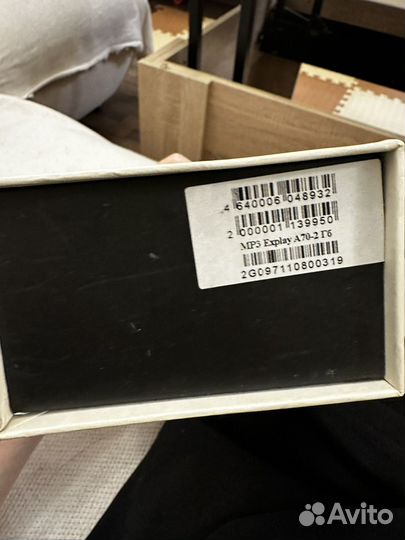 4 640006 048932
2 000001 139950
MP3 Explay A70-2 Гб
2G097110800319
Avito